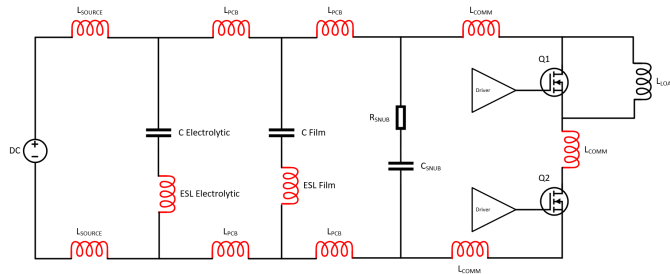 LSOURCE
LPCB
LPCB
LCOMM
Q1
Driver
LLOA
RSNUB
DC
C Electrolytic
C Film
LCOMM
CSNUB
Q2
ESL Electrolytic
ESL Film
Driver
LSOURCE
LPCB
LPCB
LCOMM